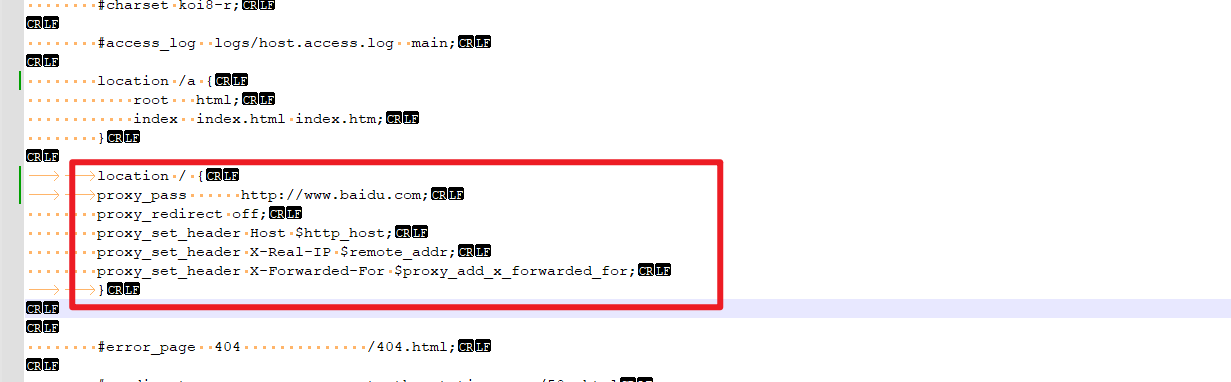 #charset koi8-r;CRLF
CRLF
#access_log  logs/host.access.log  main;CRLF
CRLF
location /a {CRLF
root   html;CRLF
index  index.html index.htm;CRLF
}CRLF
CRLF
location / {CRLF
proxy_pass      http://www.baidu.com;CRLF
proxy_redirect off;CRLF
proxy_set_header Host $http_host;CRLF
proxy_set_header X-Real-IP $remote_addr;CRLF
proxy_set_header X-Forwarded-For $proxy_add_x_forwarded_for;CRLF
}CRLF
CRLF
CRLF
#error_page  404              /404.html;CRLF
CRLF